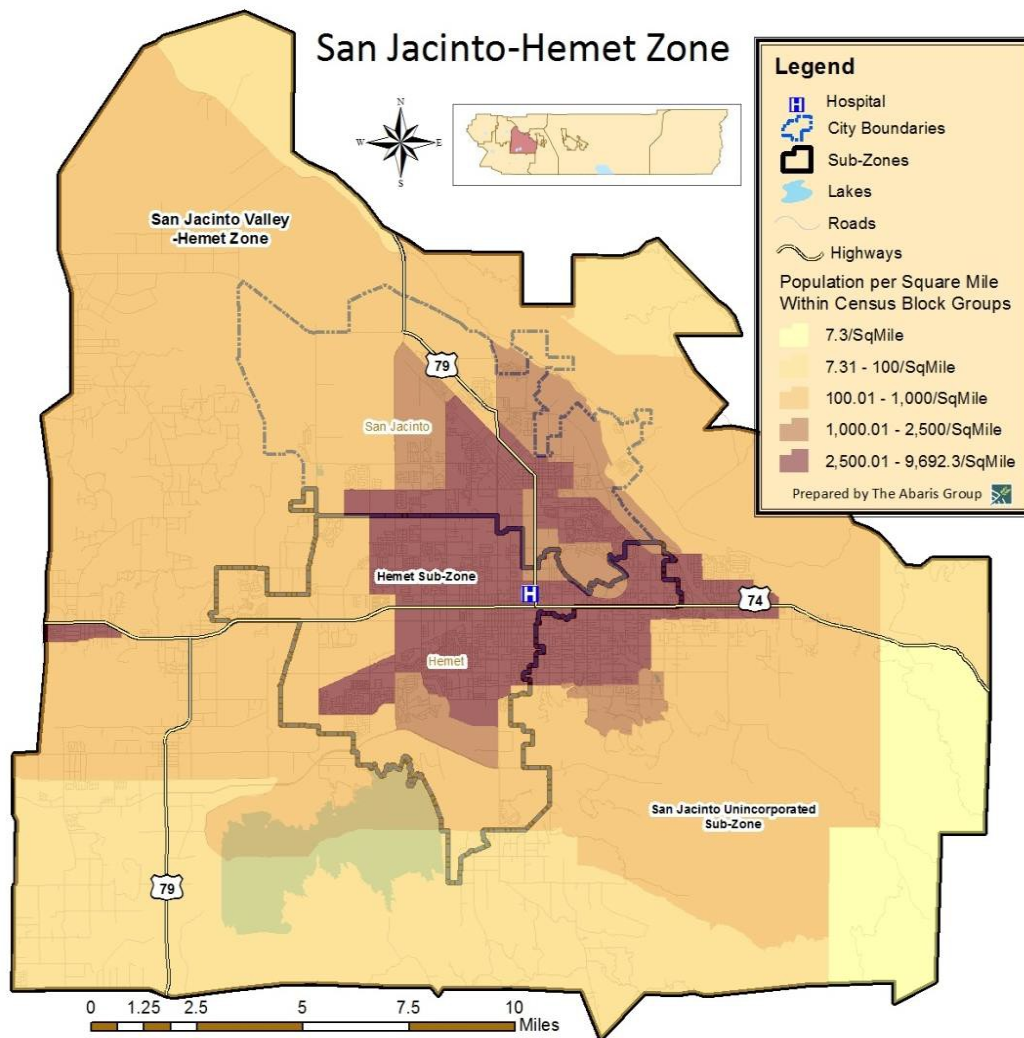 San Jacinto-Hemet Zone
N
W
E
S
Legend
H
Hospital
City Boundaries
Sub-Zones
Lakes
Roads
Highways
Population per Square Mile
Within Census Block Groups
7.3/SqMile
7.31 - 100/SqMile
100.01 - 1,000/SqMile
1,000.01 - 2,500/SqMile
2,500.01 - 9,692.3/SqMile
Prepared by The Abaris Group
San Jacinto Valley
-Hemet Zone
79
San Jacinto
Hemet Sub-Zone
H
74
Hemet
San Jacinto Unincorporated
Sub-Zone
79
0 1.25 2.5 5 7.5 10
Miles